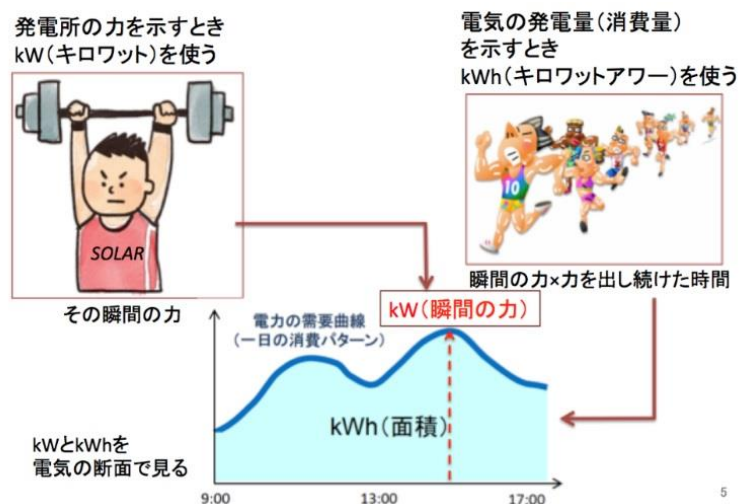 発電所の力を示すとき
kW(キロワット)を使う
電気の発電量(消費量)
を示すとき
kWh(キロワットアワー)を使う
SOLAR
10
その瞬間の力
瞬間の力×力を出し続けた時間
kW(瞬間の力)
電力の需要曲線
(一日の消費パターン)
kWh(面積)
kWとkWhを
電気の断面で見る
9:00
13:00
17:00
5